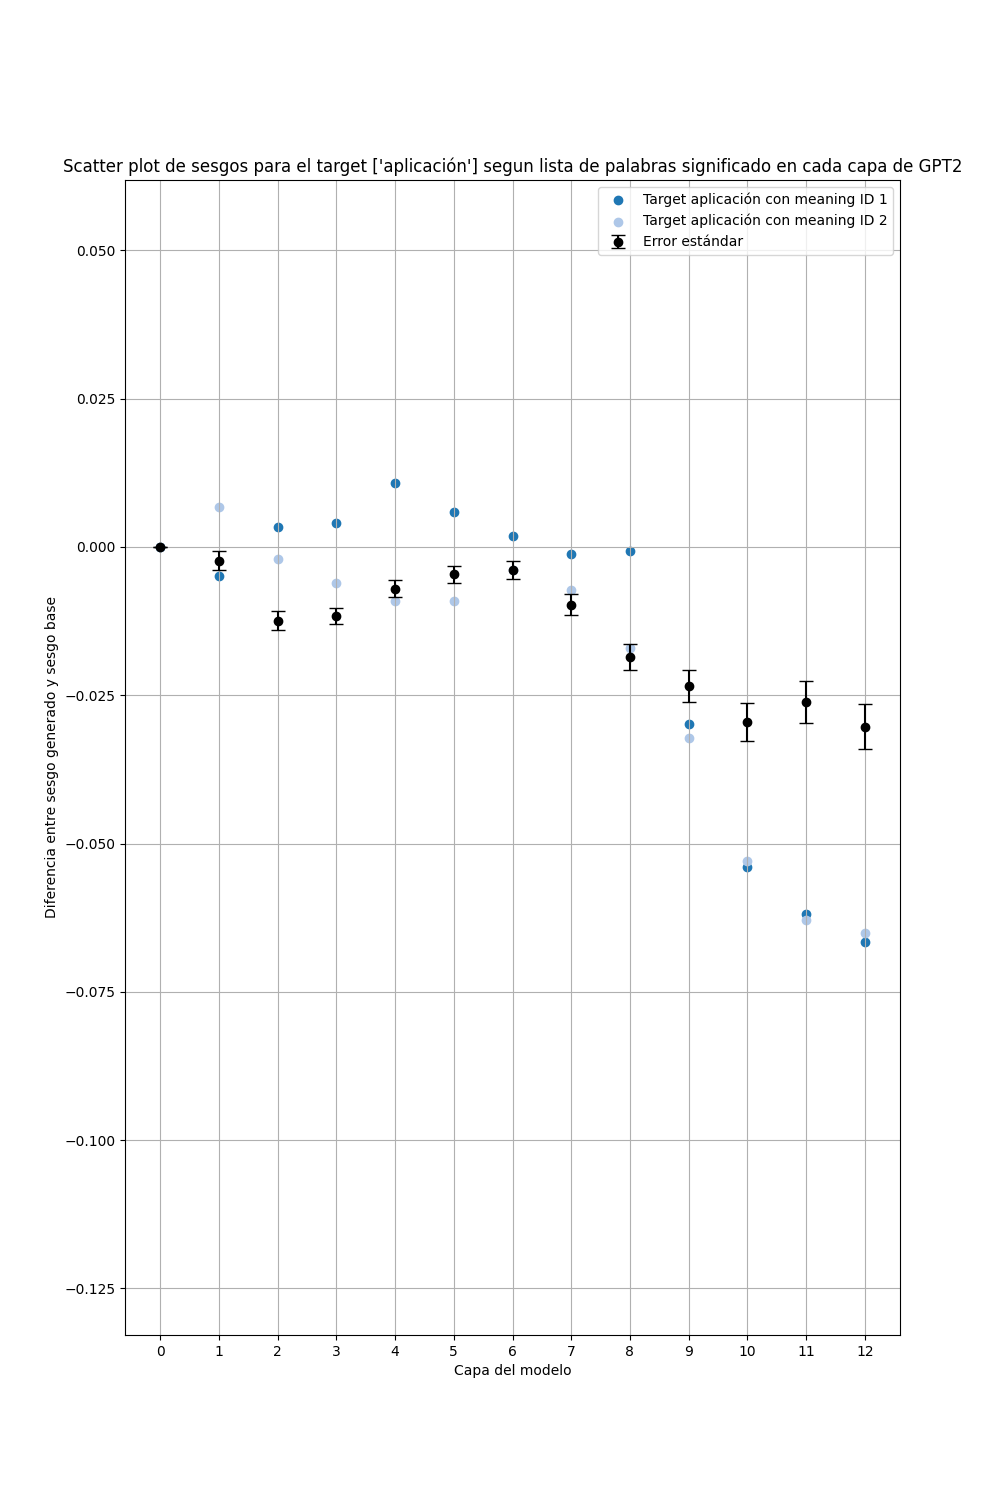 Scatter plot de sesgos para el target ['aplicación'] segun lista de palabras significado en cada capa de GPT2
Target aplicación con meaning ID 1
Target aplicación con meaning ID 2
Error estándar
0.050
0.025
0.000
−0.025
−0.050
−0.075
−0.100
−0.125
Diferencia entre sesgo generado y sesgo base
0 1 2 3 4 5 6 7 8 9 10 11 12
Capa del modelo